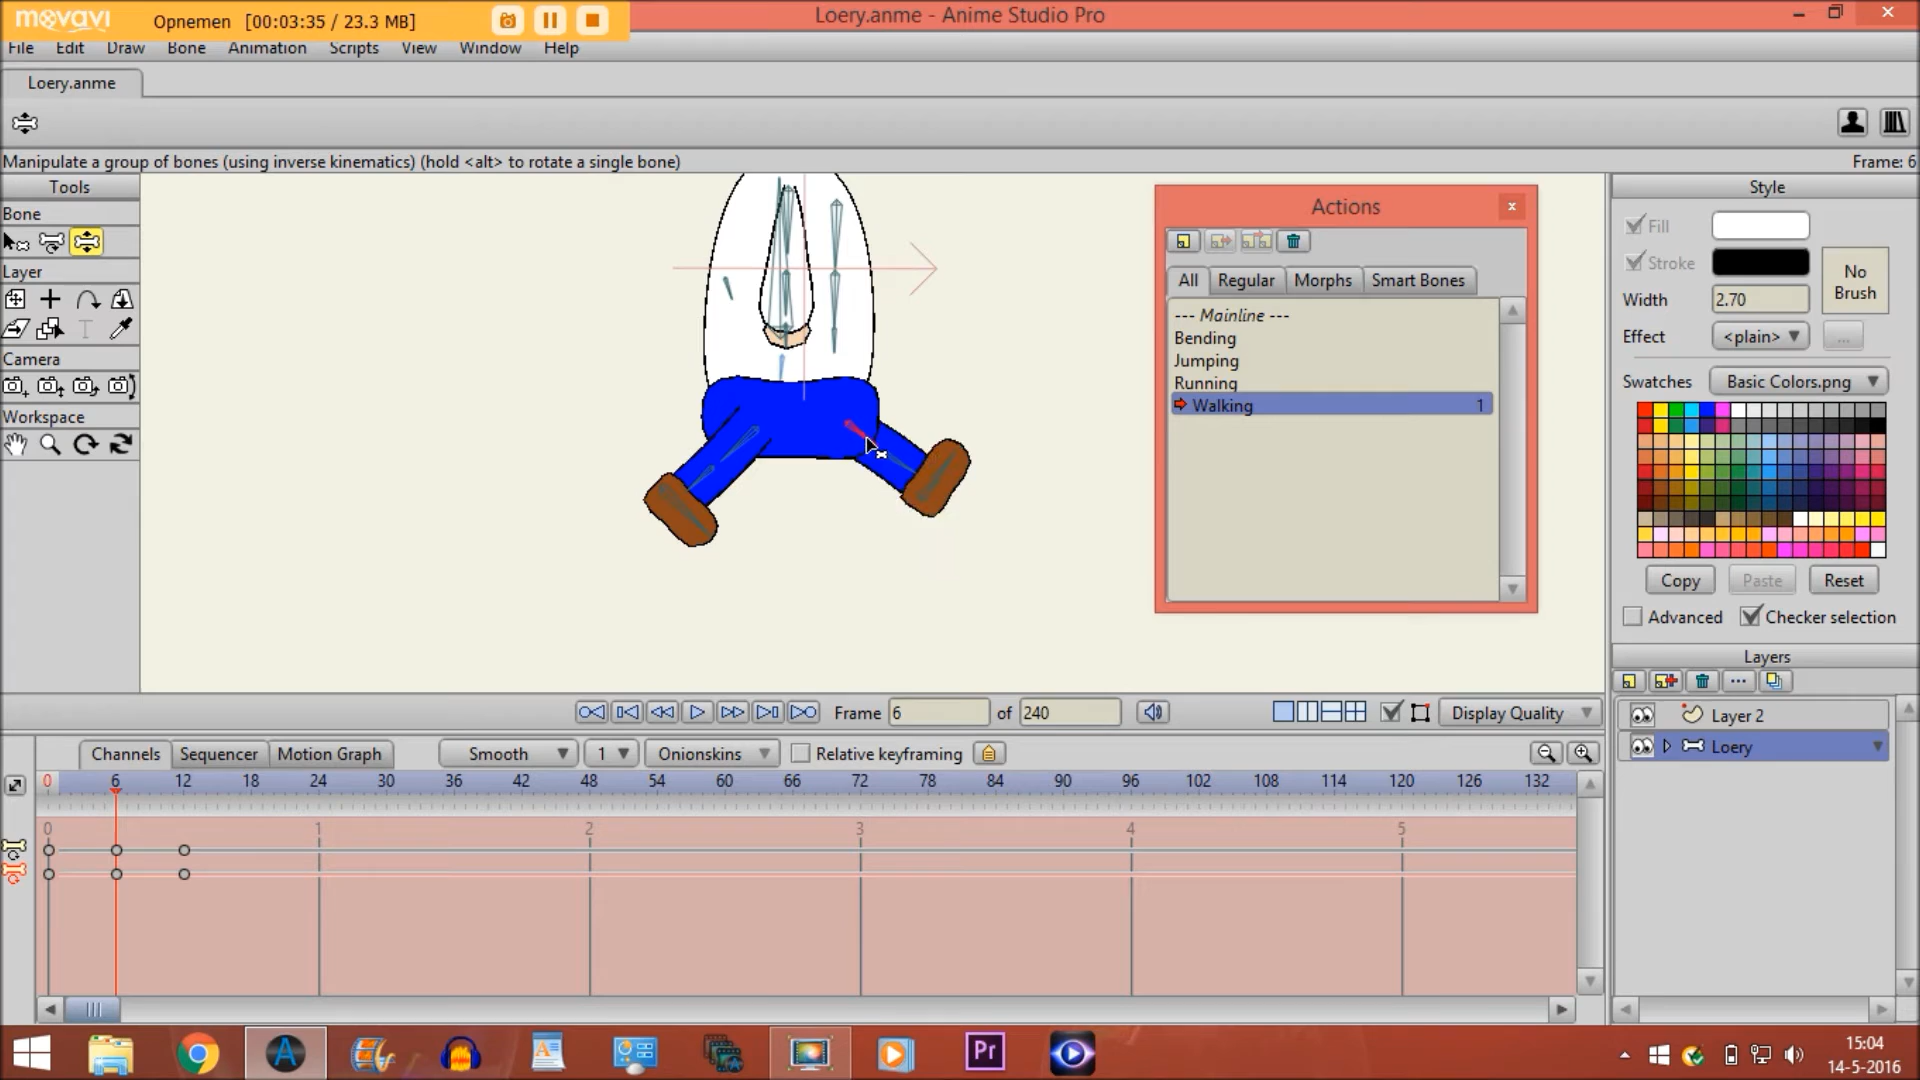 movavi
Opnemen [00:03:35 / 23.3 MB]
Loery.anme - Anime Studio Pro
File Edit Draw Bone Animation Scripts View Window Help
Loery.anme
Manipulate a group of bones (using inverse kinematics) (hold <alt> to rotate a single bone)
Frame: 6
Tools
Bone
Layer
T
Camera
Workspace
Actions
All Regular Morphs Smart Bones
--- Mainline ---
Bending
Jumping
Running
Walking 1
Style
Fill
Stroke
No
Brush
Width 2.70
Effect <plain> ...
Swatches Basic Colors.png
Copy Paste Reset
Advanced Checker selection
Layers
Layer 2
Loery
Frame 6 of 240 Display Quality
Channels Sequencer Motion Graph Smooth 1 Onionskins Relative keyframing
0 6 12 18 24 30 36 42 48 54 60 66 72 78 84 90 96 102 108 114 120 126 132
0 1 2 3 4 5
Pr
15:04
14-5-2016